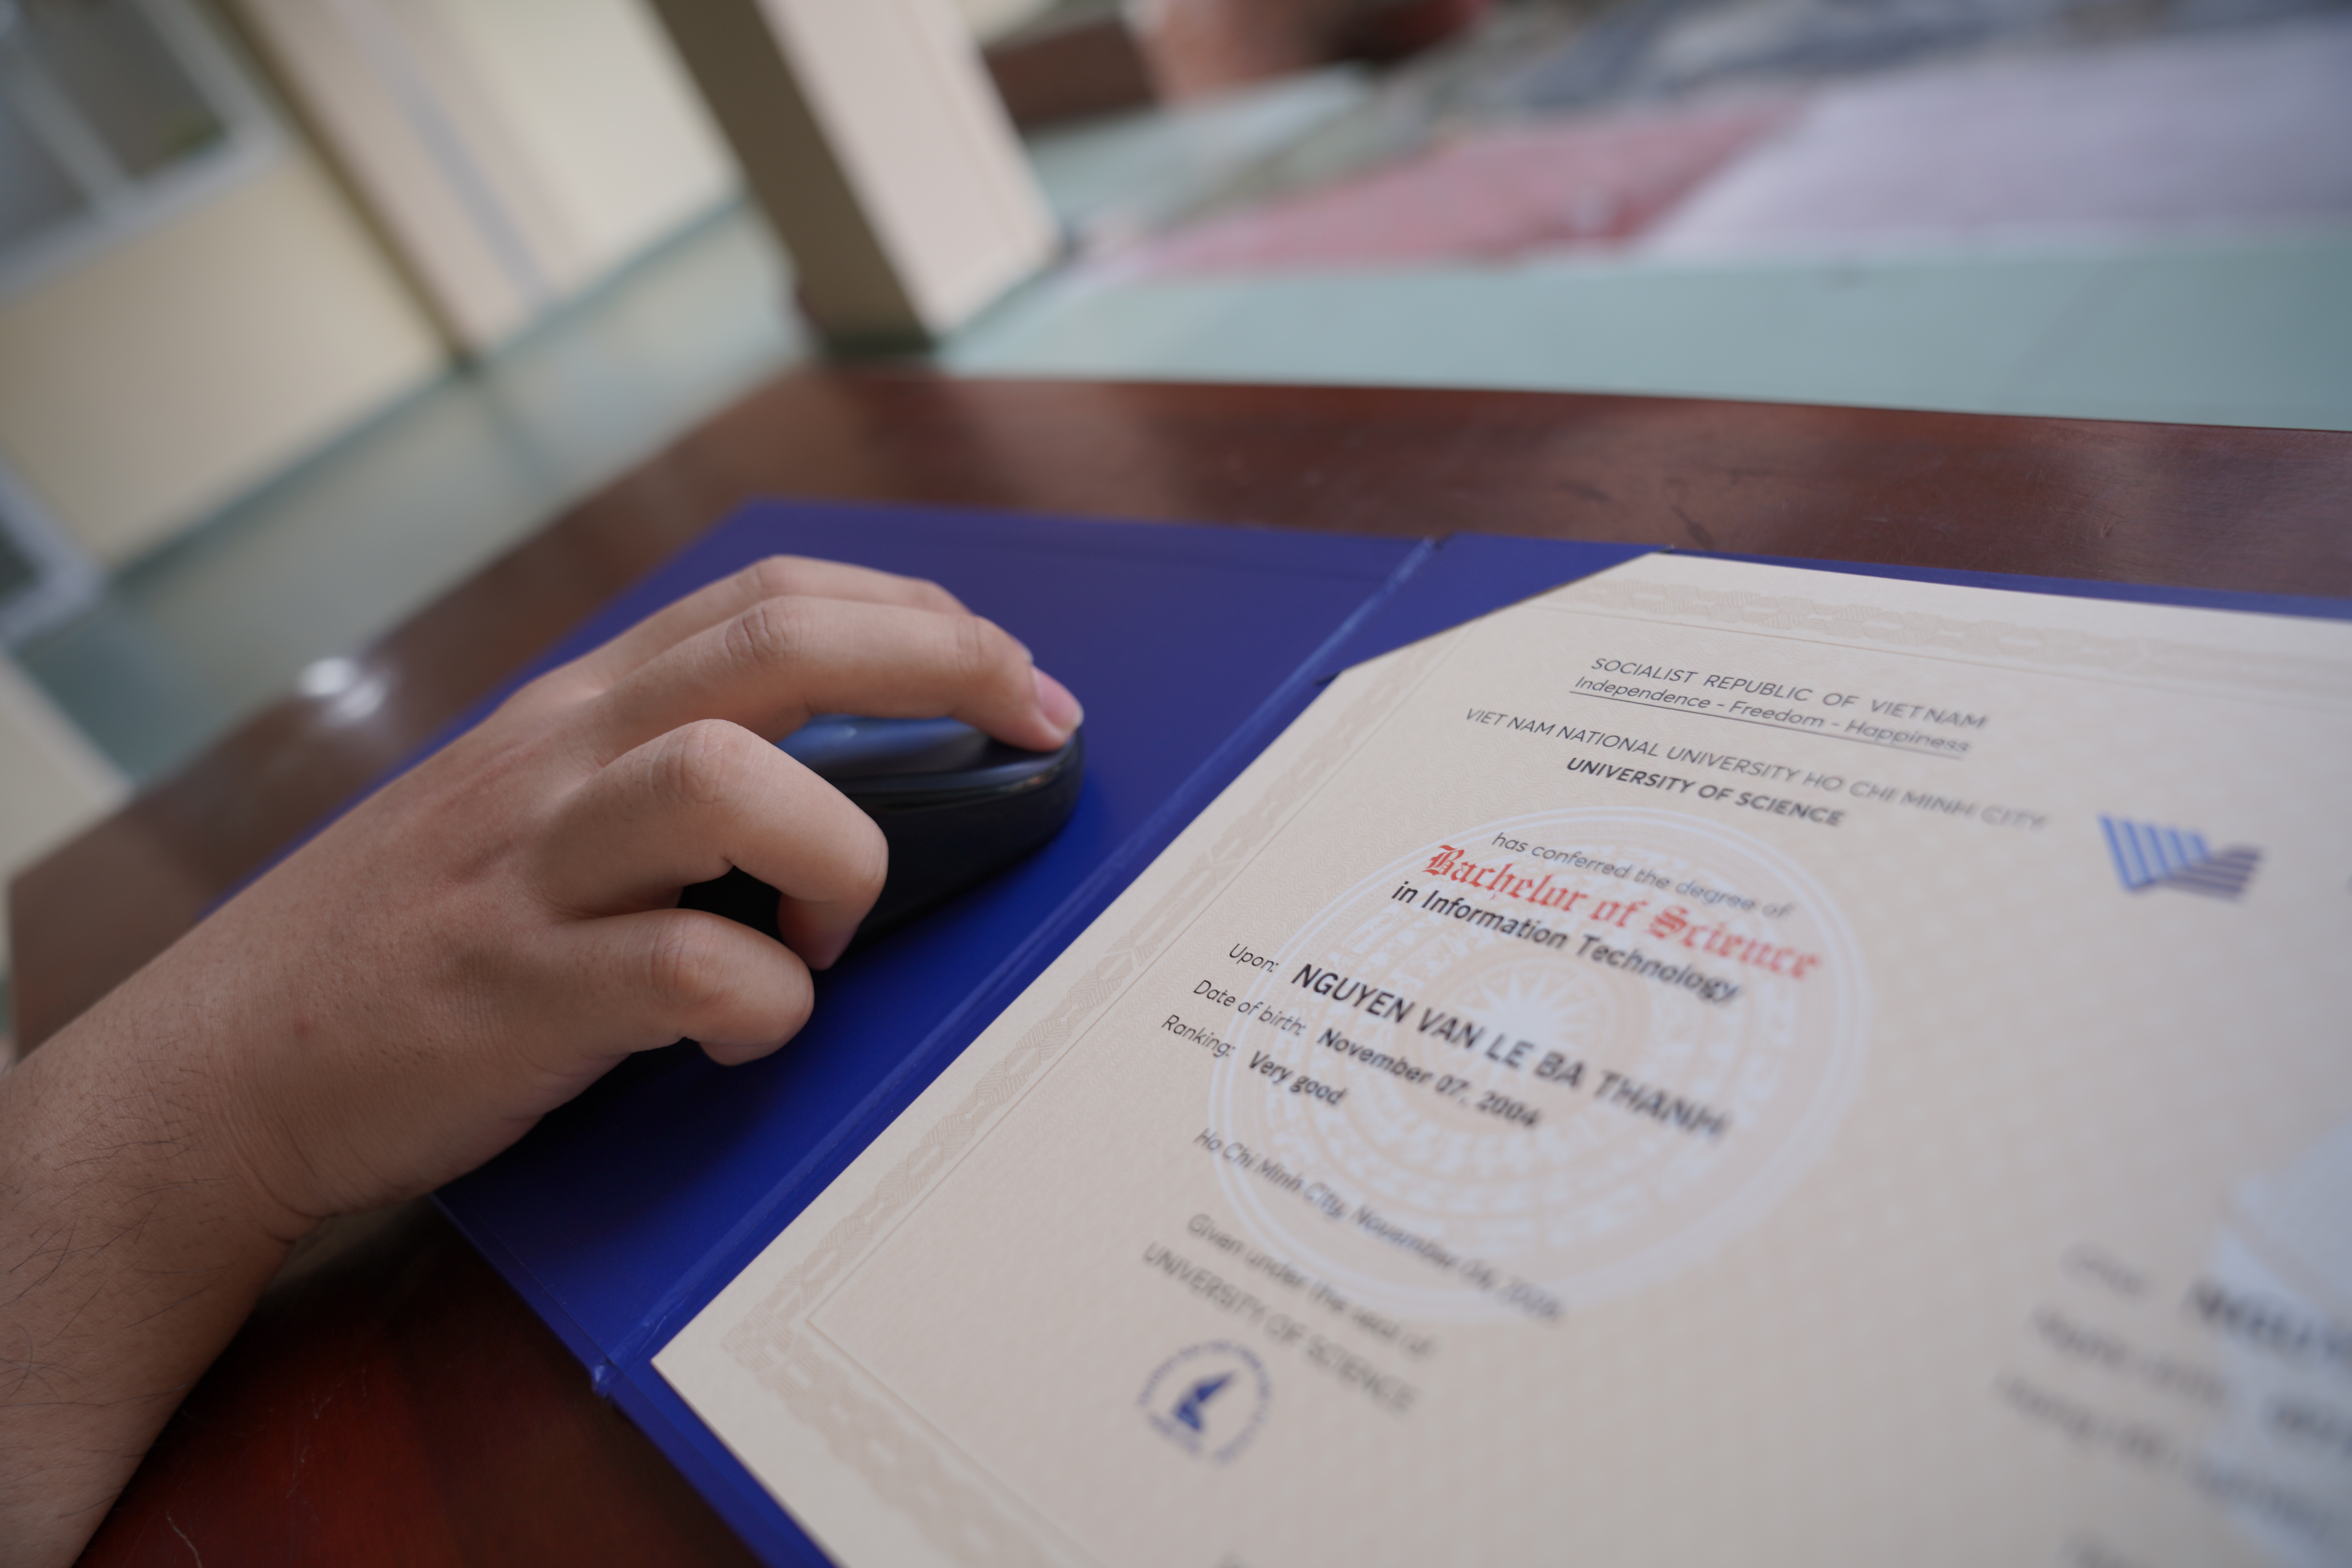 SOCIALIST REPUBLIC OF VIETNAM
Independence - Freedom - Happiness
VIET NAM NATIONAL UNIVERSITY HO CHI MINH CITY
UNIVERSITY OF SCIENCE
has conferred the degree of
Bachelor of Science
in Information Technology
Upon: NGUYEN VAN LE BA THANH
Date of birth: November 07, 2004
Ranking: Very good
Ho Chi Minh City, November
Given under the seal of
UNIVERSITY OF SCIENCE